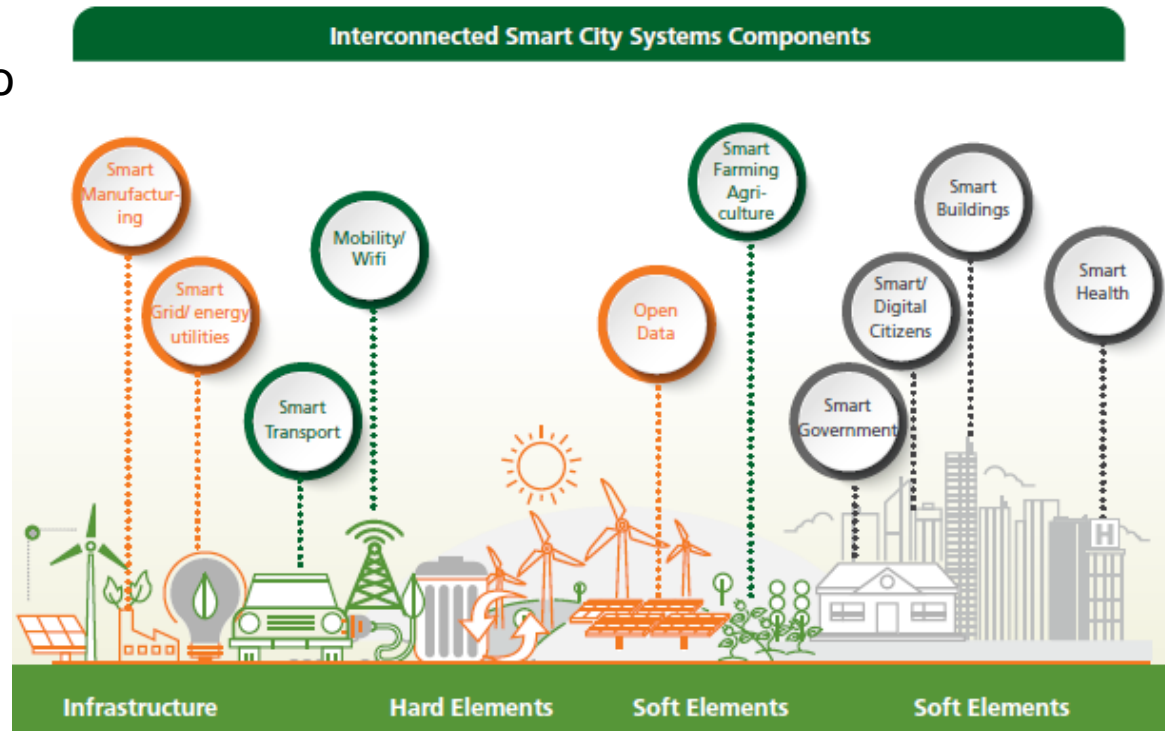 Interconnected Smart City Systems Components
o
Smart
Manufactur-
ing
Smart
Grid/ energy
utilities
Smart
Transport
Mobility/
Wifi
Open
Data
Smart
Farming
Agri-
culture
Smart
Government
Smart/
Digital
Citizens
Smart
Buildings
Smart
Health
H
Infrastructure
Hard Elements
Soft Elements
Soft Elements